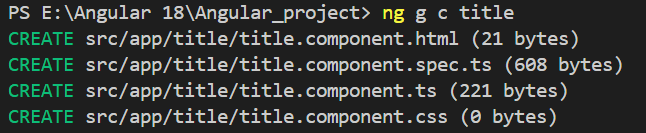 PS E:\Angular 18\Angular_project> ng g c title
CREATE src/app/title/title.component.html (21 bytes)
CREATE src/app/title/title.component.spec.ts (608 bytes)
CREATE src/app/title/title.component.ts (221 bytes)
CREATE src/app/title/title.component.css (0 bytes)